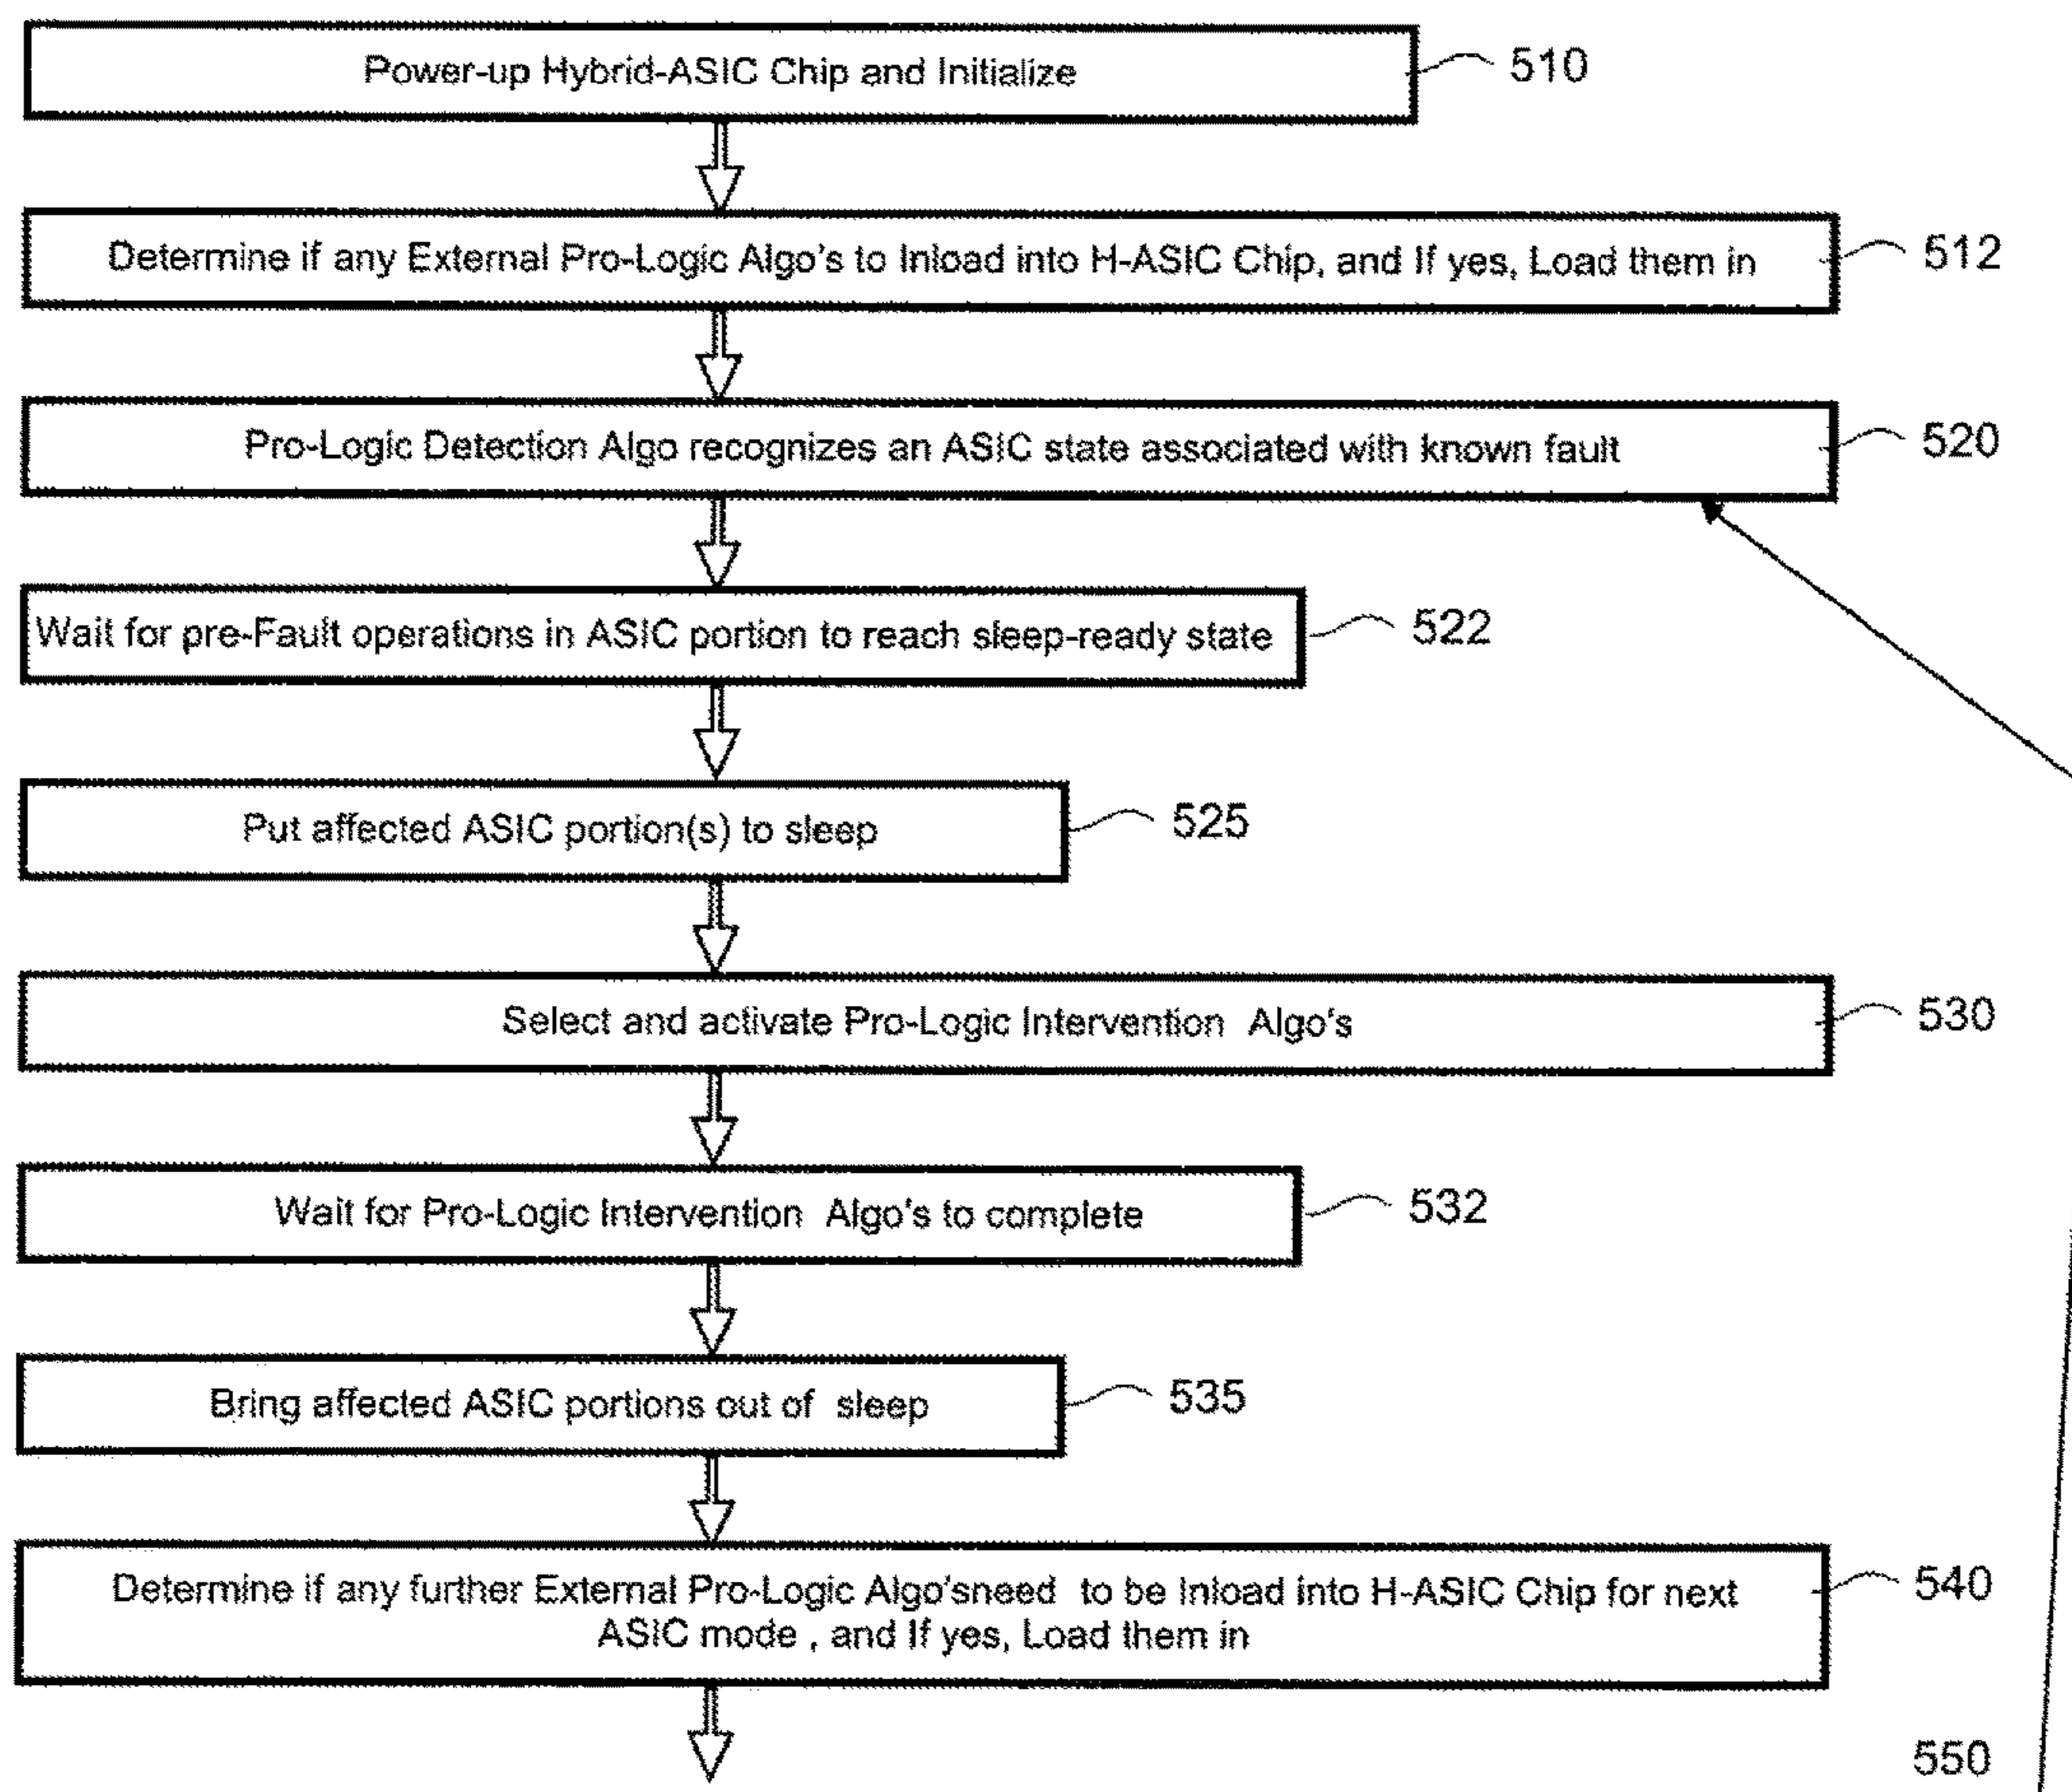 Power-up Hybrid-ASIC Chip and Initialize
510
Determine if any External Pro-Logic Algo's to Inload into H-ASIC Chip, and If yes, Load them in
512
Pro-Logic Detection Algo recognizes an ASIC state associated with known fault
520
Wait for pre-Fault operations in ASIC portion to reach sleep-ready state
522
Put affected ASIC portion(s) to sleep
525
Select and activate Pro-Logic Intervention Algo's
530
Wait for Pro-Logic Intervention Algo's to complete
532
Bring affected ASIC portions out of sleep
535
Determine if any further External Pro-Logic Algo'sneed to be Inload into H-ASIC Chip for next
ASIC mode , and If yes, Load them in
540
550